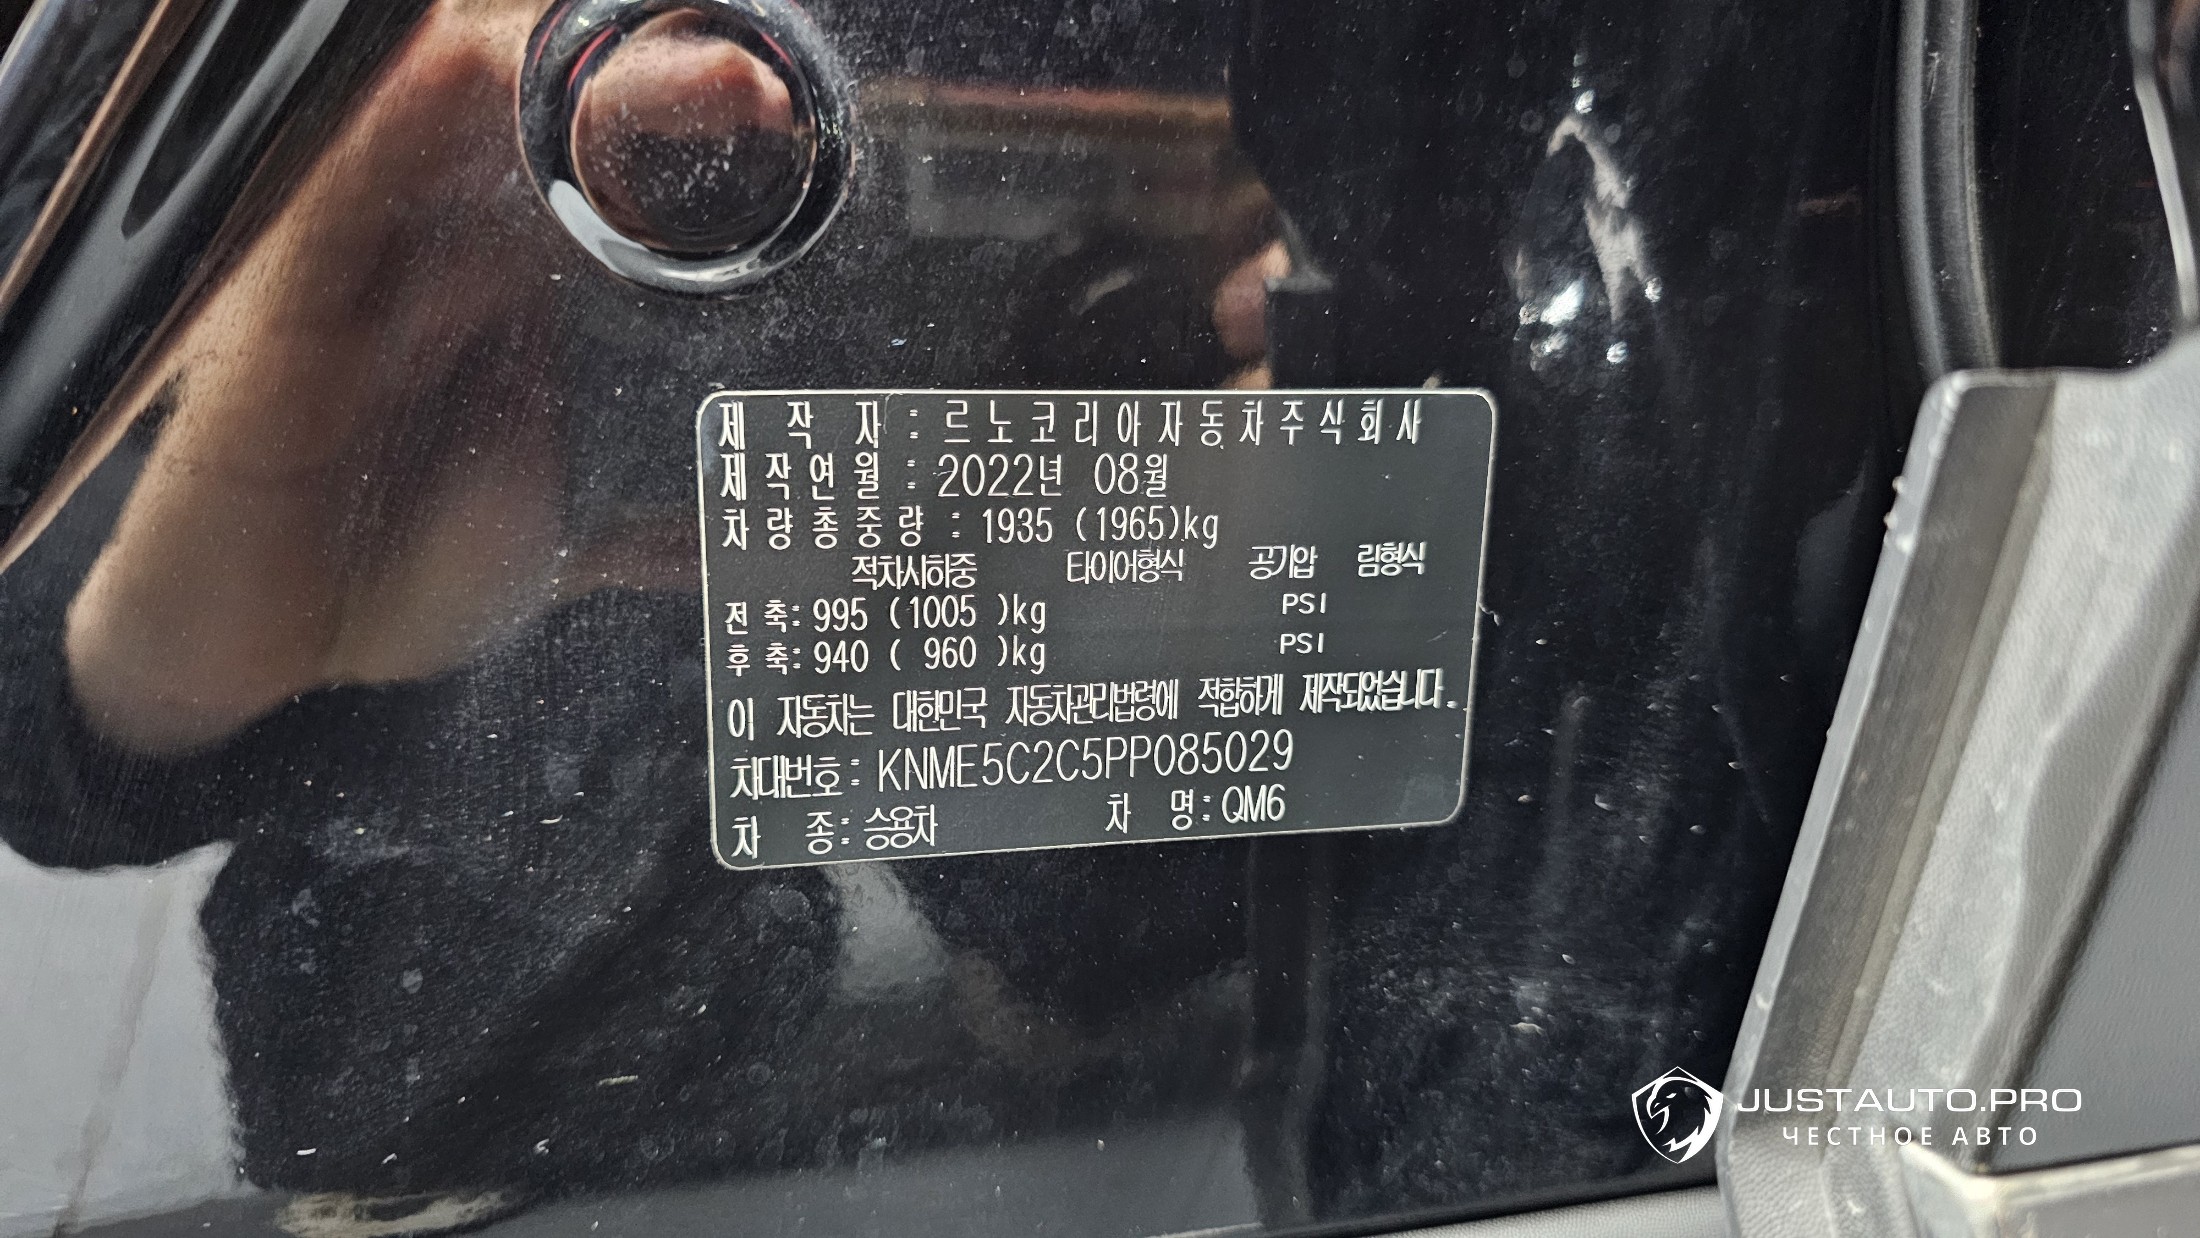 제 작 자 : 르노코리아자동차주식회사
제작연월 : 2022년 08월
차량총중량 : 1935 (1965)kg
적차시하중 타이어형식 공기압 림형식
전 축: 995 (1005 )kg PSI
후 축: 940 ( 960 )kg PSI
이 자동차는 대한민국 자동차관리법령에 적합하게 제작되었습니다.
차대번호: KNME5C2C5PP085029
차 종: 승용차 차 명: QM6
JUSTAUTO.PRO
ЧЕСТНОЕ АВТО